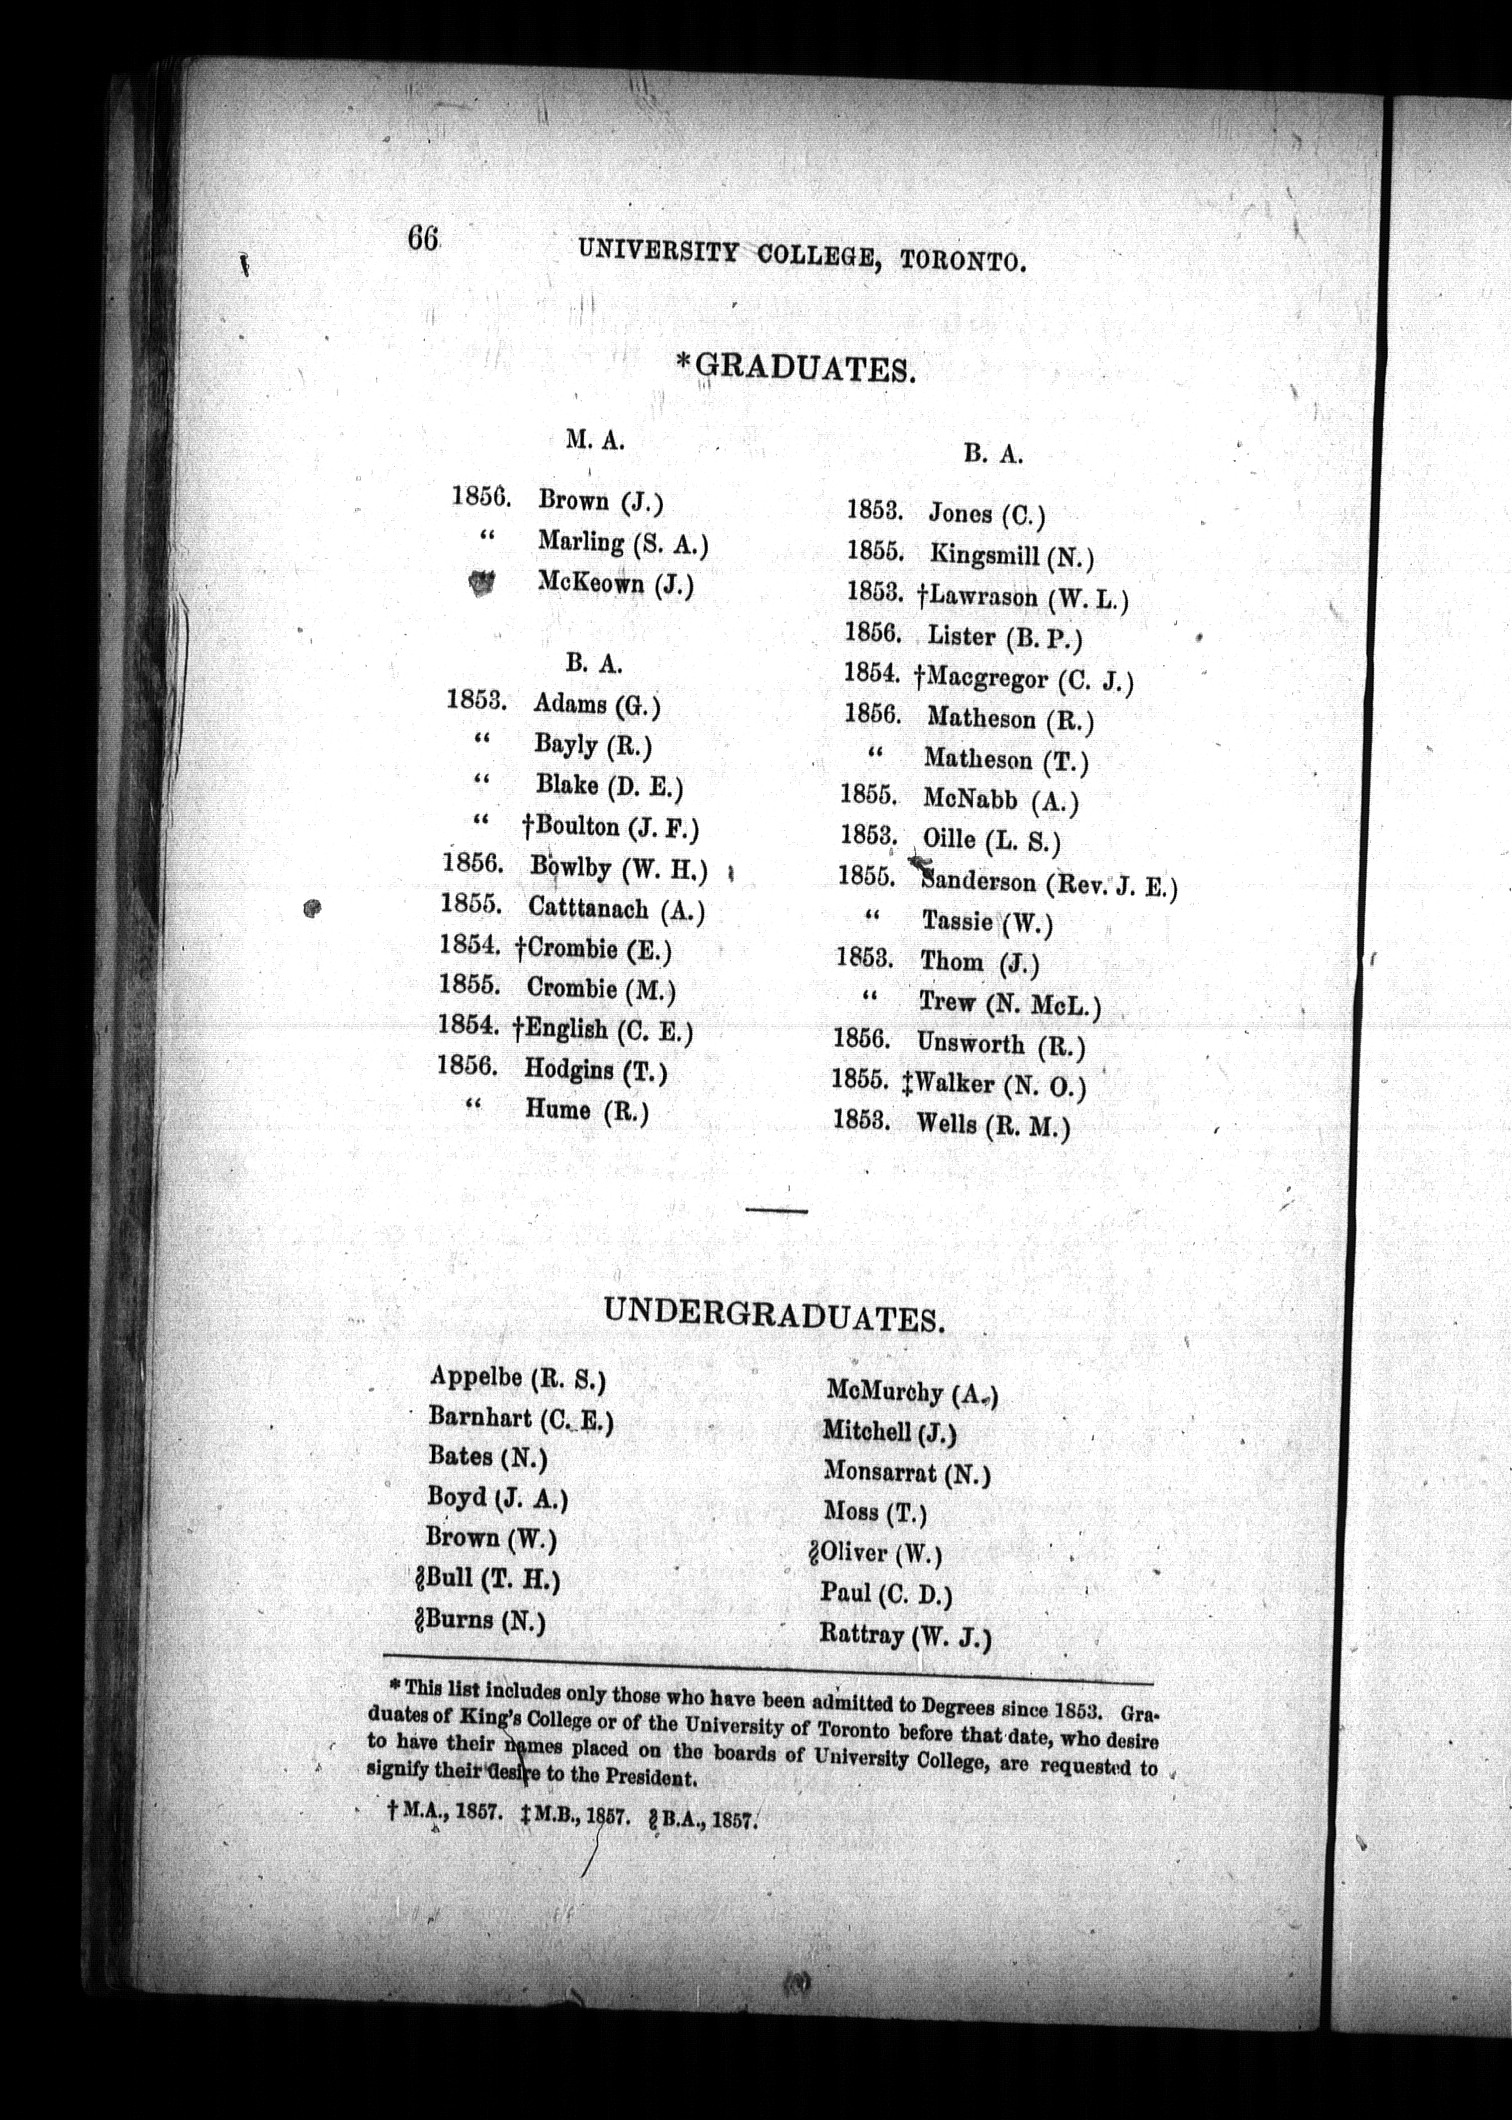 66
UNIVERSITY COLLEGE, TORONTO.
*GRADUATES.
M. A.
1856. Brown (J.)
“ Marling (S. A.)
“ McKeown (J.)
B. A.
1853. Adams (G.)
“ Bayly (R.)
“ Blake (D. E.)
“ †Boulton (J. F.)
1856. Bowlby (W. H.)
1855. Catttanach (A.)
1854. †Crombie (E.)
1855. Crombie (M.)
1854. †English (C. E.)
1856. Hodgins (T.)
“ Hume (R.)
B. A.
1853. Jones (C.)
1855. Kingsmill (N.)
1853. †Lawrason (W. L.)
1856. Lister (B. P.)
1854. †Macgregor (C. J.)
1856. Matheson (R.)
“ Matheson (T.)
1855. McNabb (A.)
1853. Oille (L. S.)
1855. Sanderson (Rev. J. E.)
“ Tassie (W.)
1853. Thom (J.)
“ Trew (N. McL.)
1856. Unsworth (R.)
1855. ‡Walker (N. O.)
1853. Wells (R. M.)
UNDERGRADUATES.
Appelbe (R. S.)
Barnhart (C. E.)
Bates (N.)
Boyd (J. A.)
Brown (W.)
§Bull (T. H.)
§Burns (N.)
McMurchy (A.)
Mitchell (J.)
Monsarrat (N.)
Moss (T.)
§Oliver (W.)
Paul (C. D.)
Rattray (W. J.)
* This list includes only those who have been admitted to Degrees since 1853. Gra-
duates of King's College or of the University of Toronto before that date, who desire
to have their names placed on the boards of University College, are requested to
signify their desire to the President.
† M.A., 1857. ‡ M.B., 1857. § B.A., 1857.